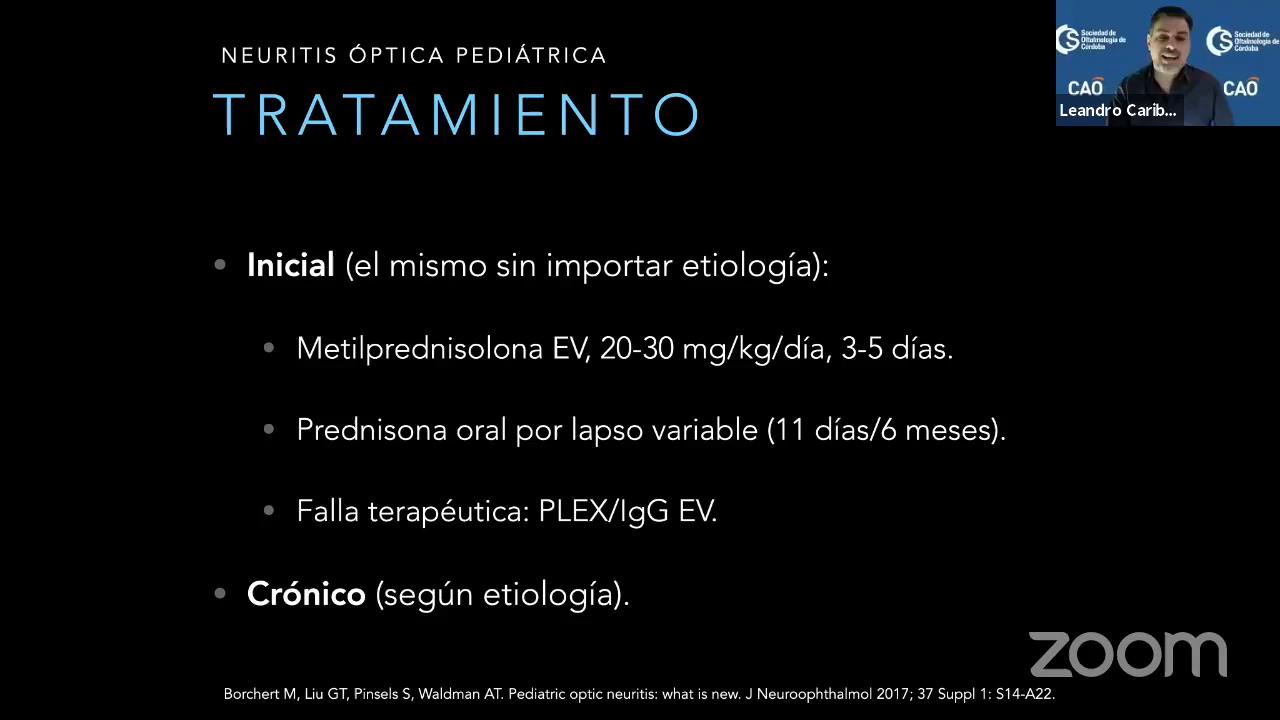 NEURITIS ÓPTICA PEDIÁTRICA
TRATAMIENTO
Sociedad de
Oftalmología de
Córdoba
Sociedad de
Oftalmología de
Córdoba
CAO
CAO
Leandro Carib...
• Inicial (el mismo sin importar etiología):
• Metilprednisolona EV, 20-30 mg/kg/día, 3-5 días.
• Prednisona oral por lapso variable (11 días/6 meses).
• Falla terapéutica: PLEX/IgG EV.
• Crónico (según etiología).
zoom
Borchert M, Liu GT, Pinsels S, Waldman AT. Pediatric optic neuritis: what is new. J Neuroophthalmol 2017; 37 Suppl 1: S14-A22.